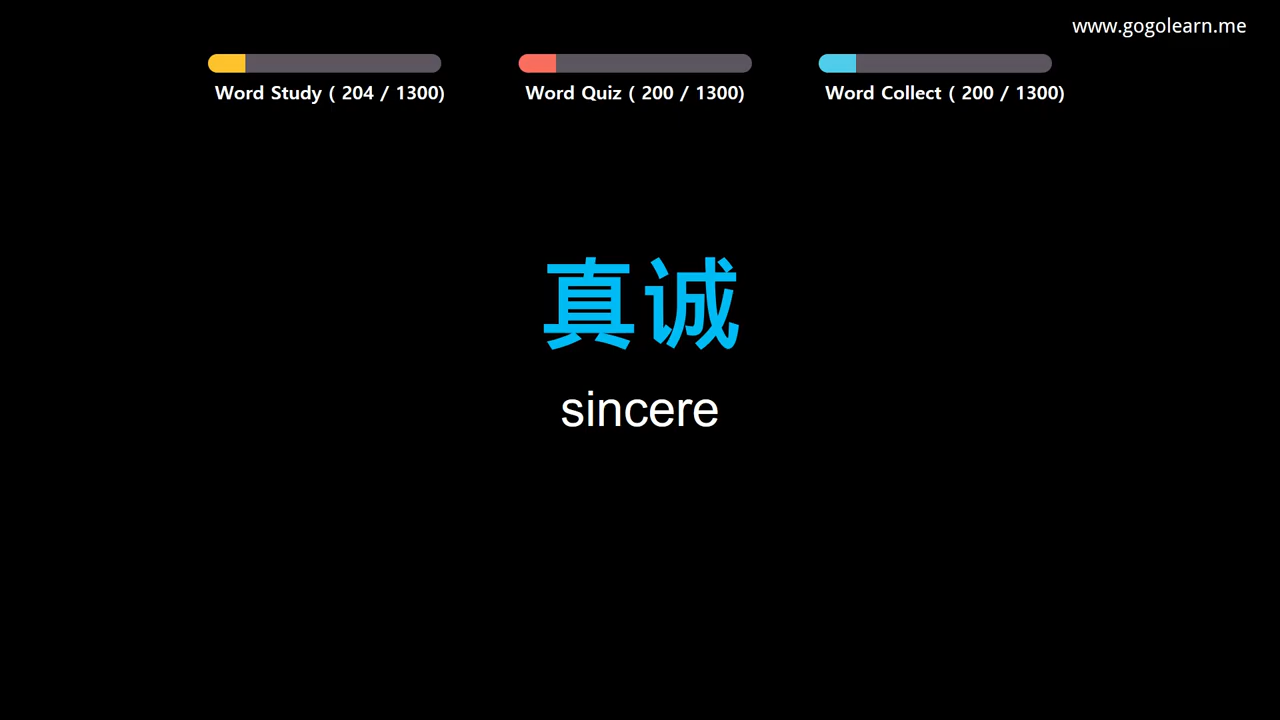 www.gogolearn.me
Word Study ( 204 / 1300)
Word Quiz ( 200 / 1300)
Word Collect ( 200 / 1300)
真诚
sincere